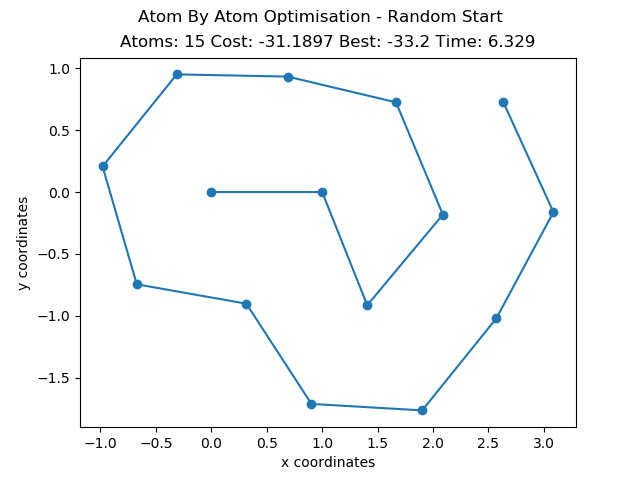 Atom By Atom Optimisation - Random Start
Atoms: 15 Cost: -31.1897 Best: -33.2 Time: 6.329
1.0
0.5
0.0
−0.5
−1.0
−1.5
y coordinates
−1.0 −0.5 0.0 0.5 1.0 1.5 2.0 2.5 3.0
x coordinates